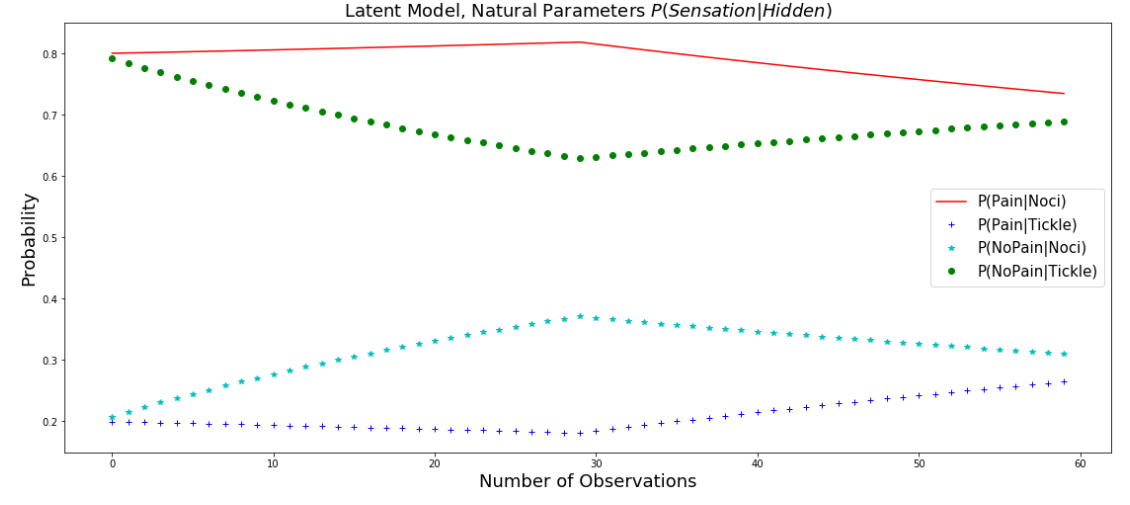 Latent Model, Natural Parameters P(Sensation|Hidden)
0.8
0.7
0.6
0.5
0.4
0.3
0.2
Probability
P(Pain|Noci)
P(Pain|Tickle)
P(NoPain|Noci)
P(NoPain|Tickle)
0 10 20 30 40 50 60
Number of Observations